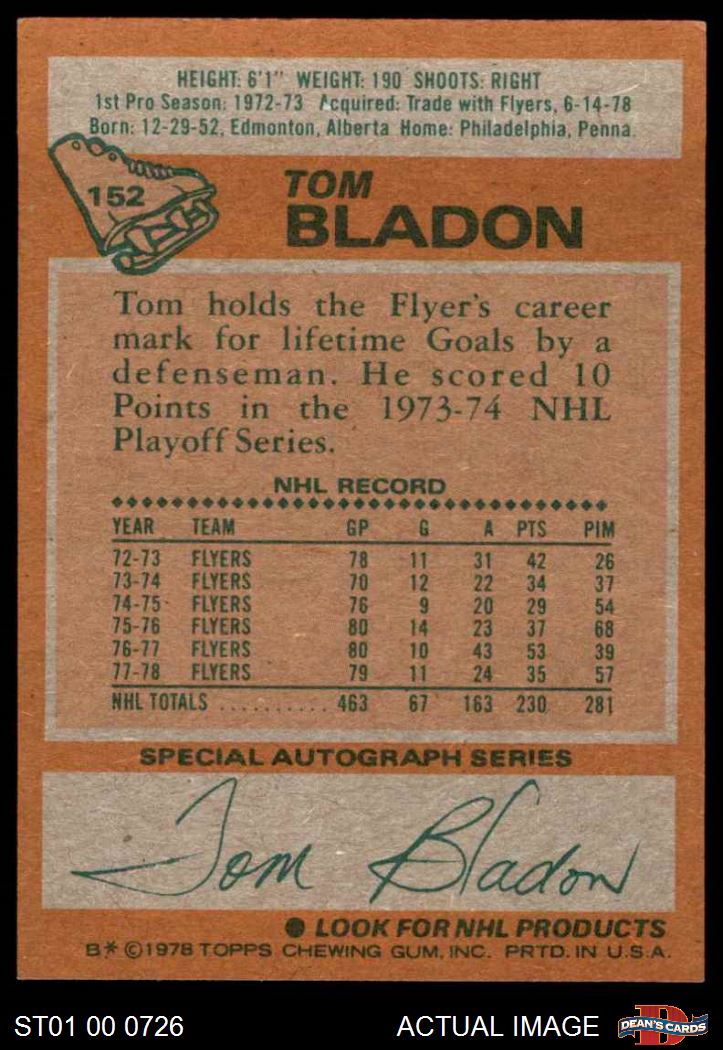 HEIGHT: 6'1" WEIGHT: 190 SHOOTS: RIGHT
1st Pro Season: 1972-73 Acquired: Trade with Flyers, 6-14-78
Born: 12-29-52, Edmonton, Alberta Home: Philadelphia, Penna.
152
TOM
BLADON
Tom holds the Flyer's career
mark for lifetime Goals by a
defenseman. He scored 10
Points in the 1973-74 NHL
Playoff Series.
NHL RECORD
YEAR TEAM GP G A PTS PIM
72-73 FLYERS 78 11 31 42 26
73-74 FLYERS 70 12 22 34 37
74-75 FLYERS 76 9 20 29 54
75-76 FLYERS 80 14 23 37 68
76-77 FLYERS 80 10 43 53 39
77-78 FLYERS 79 11 24 35 57
NHL TOTALS .......... 463 67 163 230 281
SPECIAL AUTOGRAPH SERIES
Tom Bladon
● LOOK FOR NHL PRODUCTS
B* © 1978 TOPPS CHEWING GUM, INC. PRTD. IN U.S.A.
ST01 00 0726 ACTUAL IMAGE
D
DEAN'S CARDS